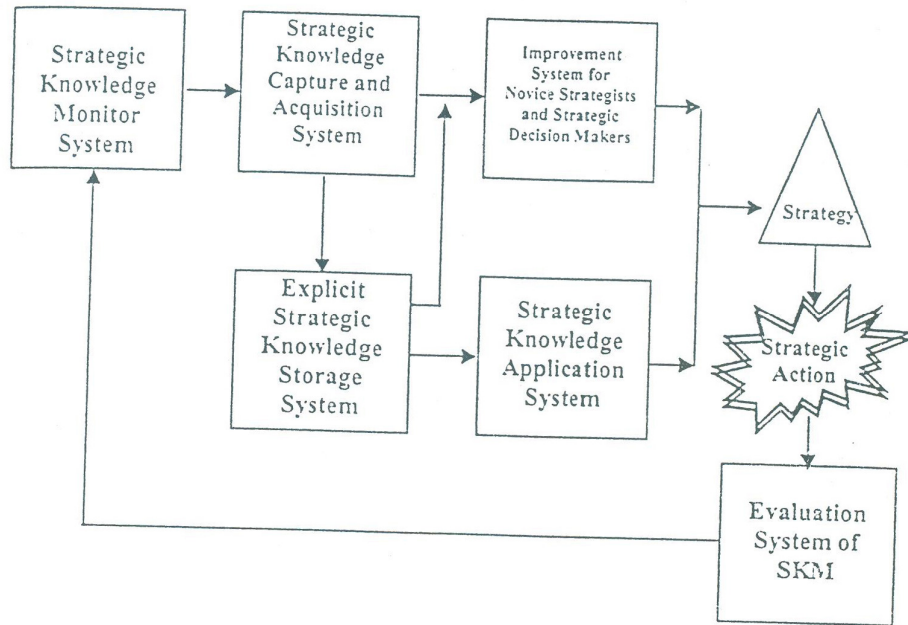 Strategic
Knowledge
Monitor
System
Strategic
Knowledge
Capture and
Acquisition
System
Improvement
System for
Novice Strategists
and Strategic
Decision Makers
Strategy
Explicit
Strategic
Knowledge
Storage
System
Strategic
Knowledge
Application
System
Strategic
Action
Evaluation
System of
SKM